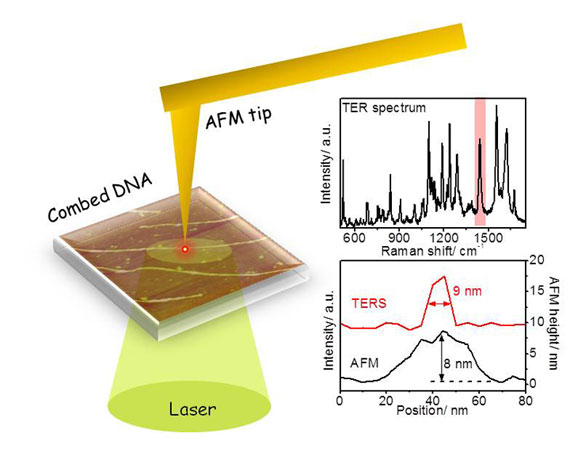 AFM tip
Combed DNA
Laser
TER spectrum
Intensity/ a.u.
600 900 1200 1500
Raman shift/ cm⁻¹
TERS
9 nm
AFM
8 nm
Intensity/ a.u.
20
15
10
5
0
AFM height/ nm
0 20 40 60 80
Position/ nm